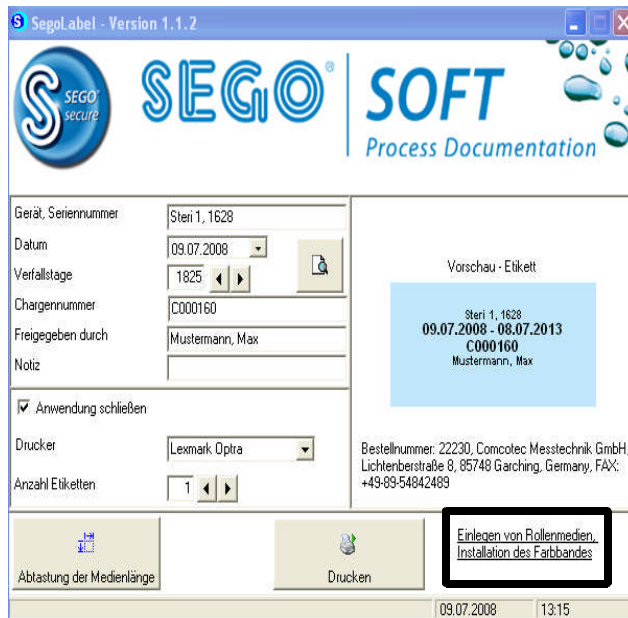 SegoLabel - Version 1.1.2
SEGO®
secure
SEGO®
SOFT
Process Documentation
Gerät, Seriennummer
Steri 1, 1628
Datum
09.07.2008
Verfallstage
1825
Chargennummer
C000160
Freigegeben durch
Mustermann, Max
Notiz
Vorschau - Etikett
Steri 1, 1628
09.07.2008 - 08.07.2013
C000160
Mustermann, Max
Anwendung schließen
Drucker
Lexmark Optra
Anzahl Etiketten
1
Bestellnummer: 22230, Comcotec Messtechnik GmbH,
Lichtenberstraße 8, 85748 Garching, Germany, FAX:
+49-89-54842489
Abtastung der Medienlänge
Drucken
Einlegen von Rollenmedien,
Installation des Farbbandes
09.07.2008
13:15